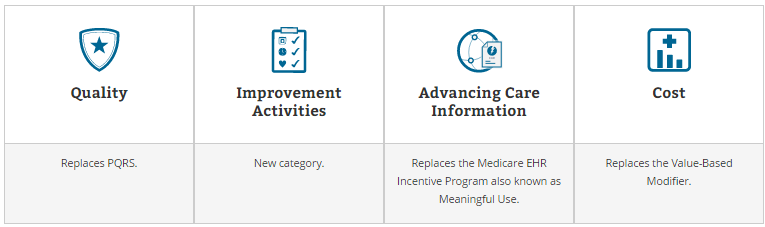 Quality
Improvement
Activities
Advancing Care
Information
Cost
Replaces PQRS.
New category.
Replaces the Medicare EHR
Incentive Program also known as
Meaningful Use.
Replaces the Value-Based
Modifier.